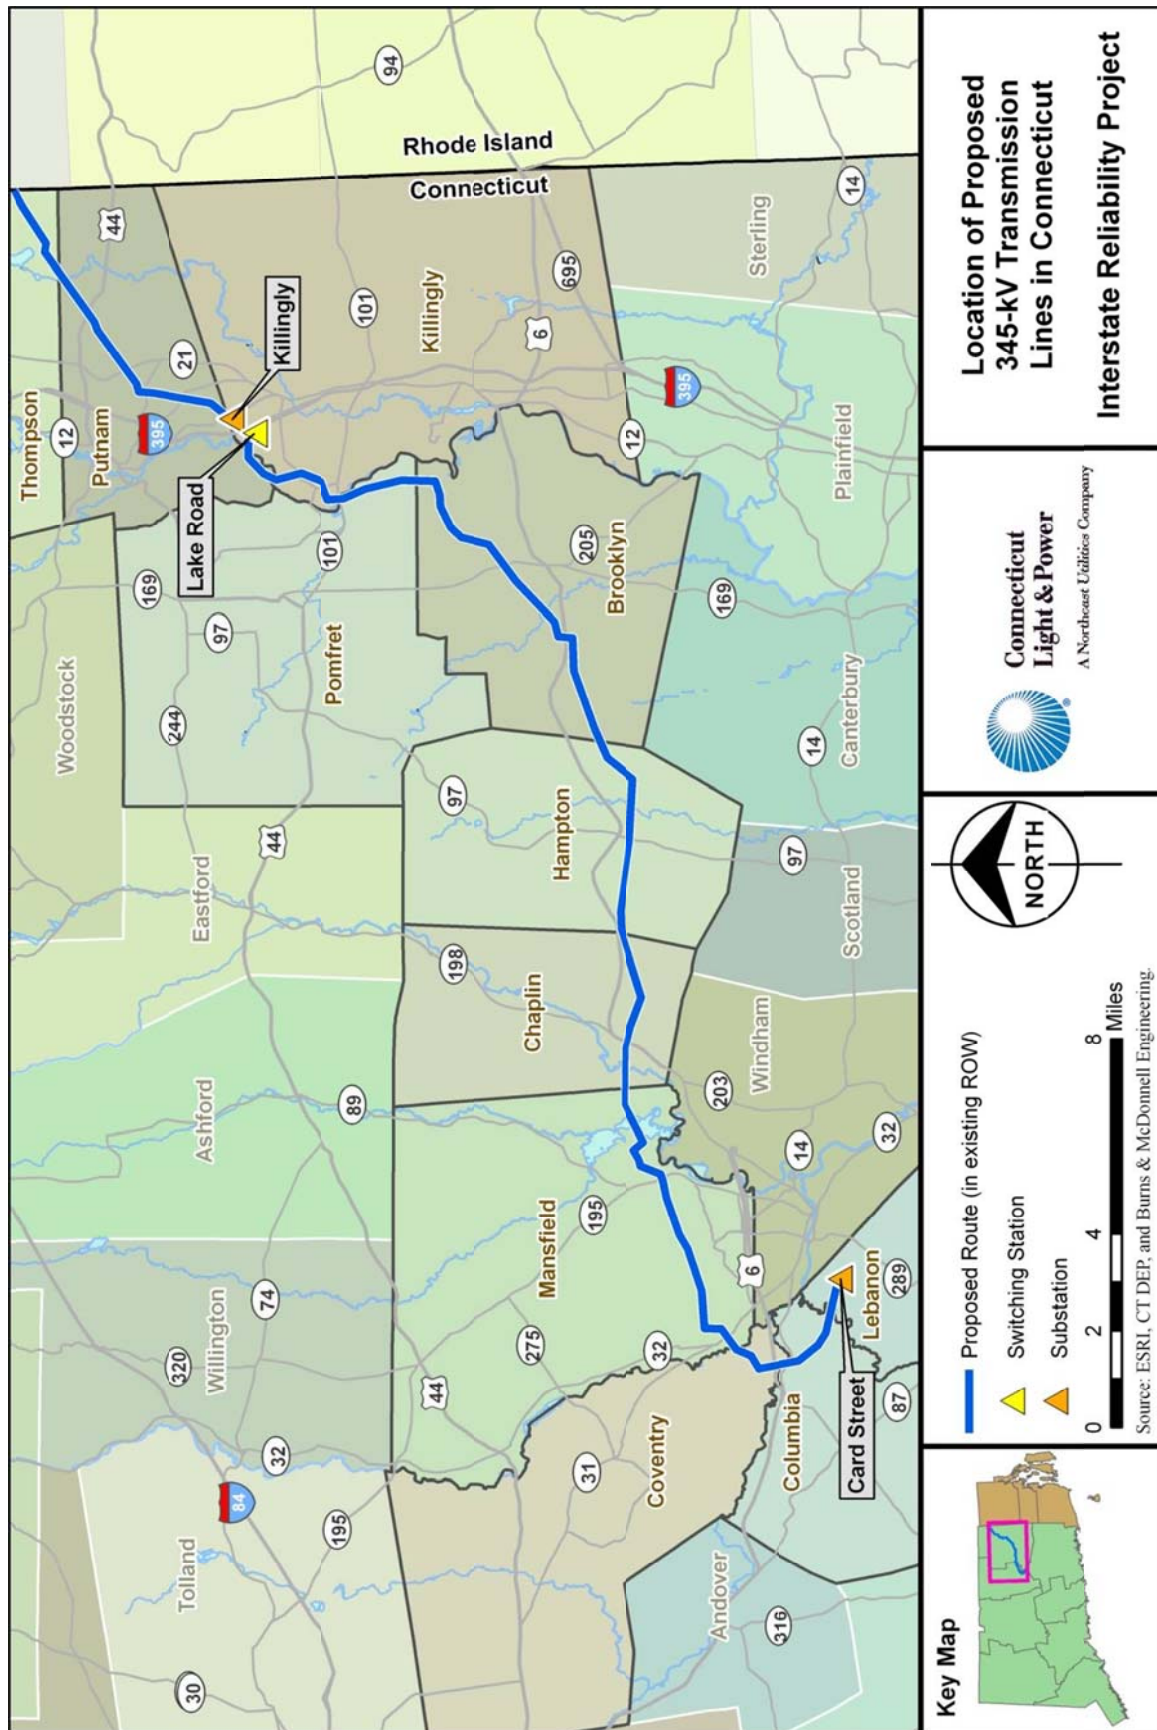 Tolland
Willington
Ashford
Eastford
Woodstock
Thompson
Putnam
Pomfret
Killingly
Mansfield
Chaplin
Hampton
Brooklyn
Coventry
Columbia
Lebanon
Andover
Windham
Scotland
Canterbury
Plainfield
Sterling
Connecticut
Rhode Island
Lake Road
Killingly
Card Street
30
84
32
320
74
195
44
89
44
244
169
97
12
395
21
44
94
101
101
31
275
195
32
198
97
205
6
695
12
395
316
87
289
6
203
14
32
97
14
169
14
Key Map
Proposed Route (in existing ROW)
Switching Station
Substation
0 2 4 8
Miles
Source: ESRI, CT DEP, and Burns & McDonnell Engineering.
NORTH
Connecticut
Light & Power
A Northeast Utilities Company
®
Location of Proposed
345-kV Transmission
Lines in Connecticut
Interstate Reliability Project